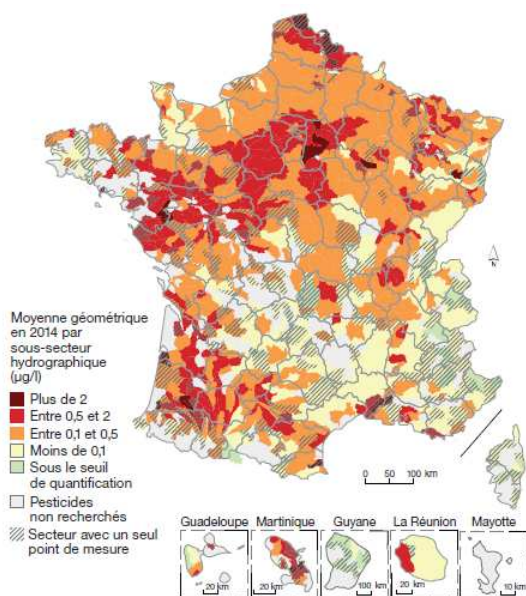 Moyenne géométrique
en 2014 par
sous-secteur
hydrographique
(µg/l)
Plus de 2
Entre 0,5 et 2
Entre 0,1 et 0,5
Moins de 0,1
Sous le seuil
de quantification
Pesticides
non recherchés
Secteur avec un seul
point de mesure
N
0 50 100 km
Guadeloupe
20 km
Martinique
20 km
Guyane
100 km
La Réunion
20 km
Mayotte
10 km